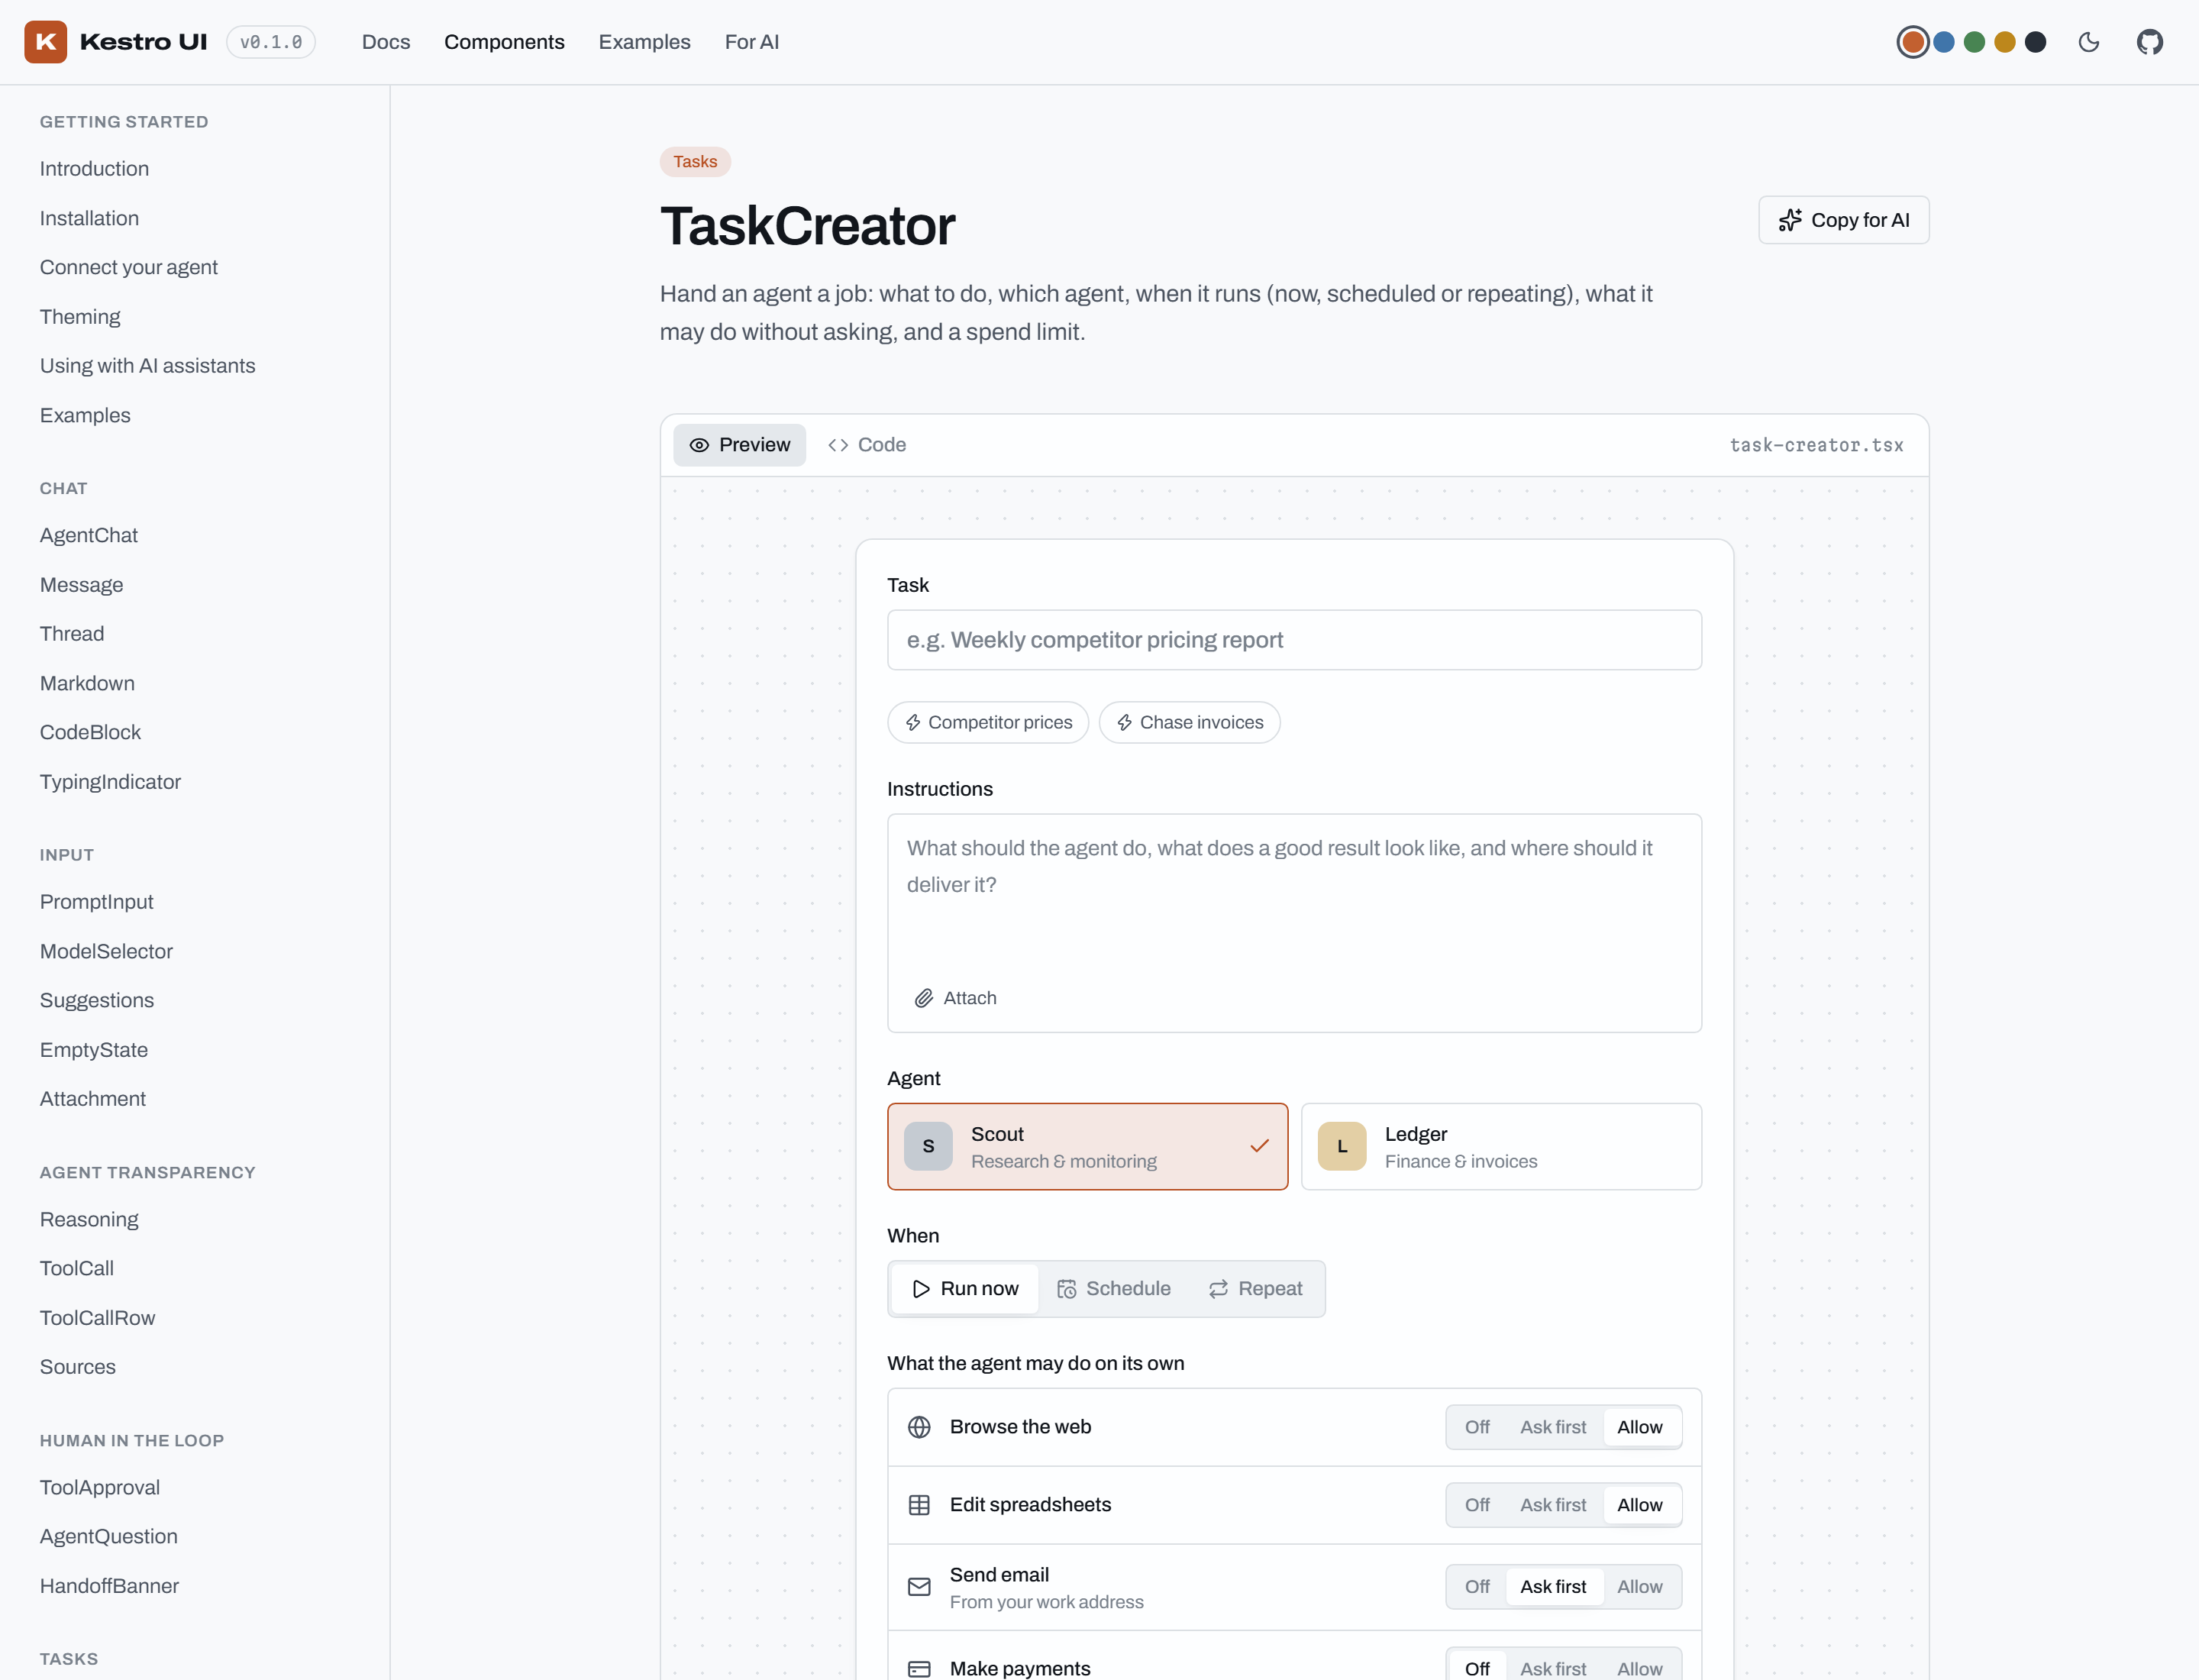 K Kestro UI v0.1.0 Docs Components Examples For AI
GETTING STARTED
Introduction
Installation
Connect your agent
Theming
Using with AI assistants
Examples
CHAT
AgentChat
Message
Thread
Markdown
CodeBlock
TypingIndicator
INPUT
PromptInput
ModelSelector
Suggestions
EmptyState
Attachment
AGENT TRANSPARENCY
Reasoning
ToolCall
ToolCallRow
Sources
HUMAN IN THE LOOP
ToolApproval
AgentQuestion
HandoffBanner
TASKS
Tasks
TaskCreator
Copy for AI
Hand an agent a job: what to do, which agent, when it runs (now, scheduled or repeating), what it
may do without asking, and a spend limit.
Preview Code task-creator.tsx
Task
e.g. Weekly competitor pricing report
Competitor prices Chase invoices
Instructions
What should the agent do, what does a good result look like, and where should it
deliver it?
Attach
Agent
S Scout
Research & monitoring
L Ledger
Finance & invoices
When
Run now Schedule Repeat
What the agent may do on its own
Browse the web Off Ask first Allow
Edit spreadsheets Off Ask first Allow
Send email
From your work address
Off Ask first Allow
Make payments Off Ask first Allow